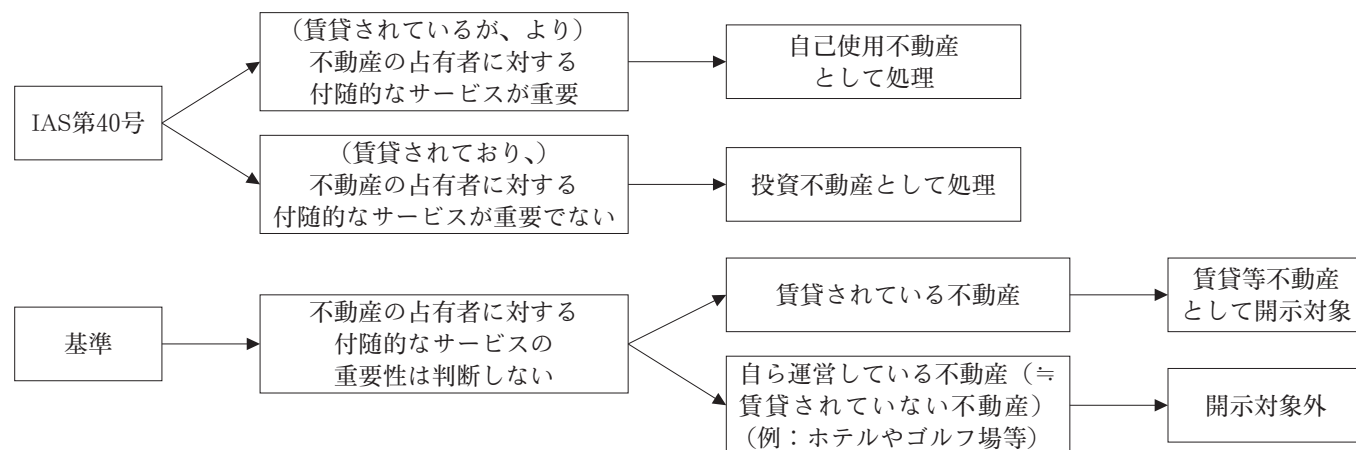 IAS第40号
（賃貸されているが、より）
不動産の占有者に対する
付随的なサービスが重要
自己使用不動産
として処理
（賃貸されており、）
不動産の占有者に対する
付随的なサービスが重要でない
投資不動産として処理
基準
不動産の占有者に対する
付随的なサービスの
重要性は判断しない
賃貸されている不動産
賃貸等不動産
として開示対象
自ら運営している不動産（≒
賃貸されていない不動産）
（例：ホテルやゴルフ場等）
開示対象外